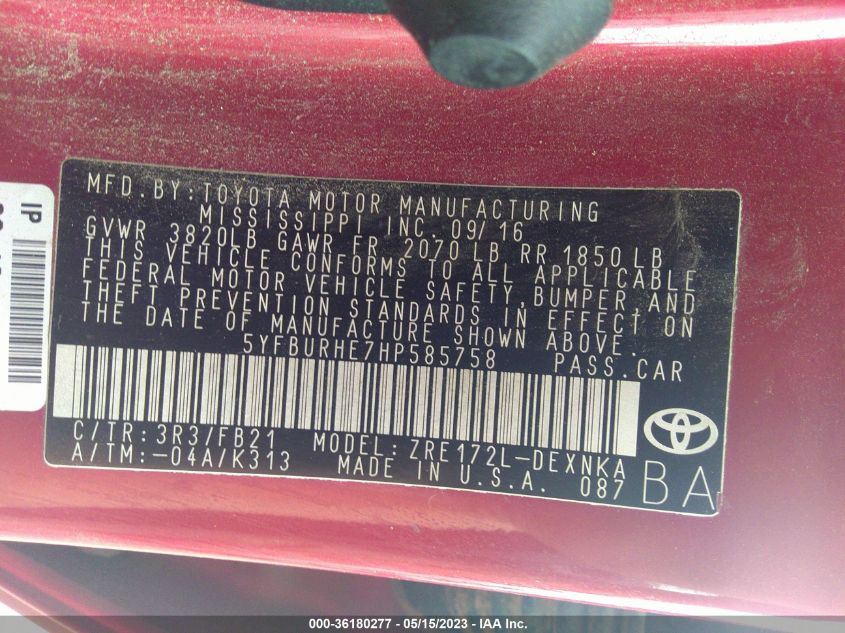 MFD.BY:TOYOTA MOTOR MANUFACTURING
MISSISSIPPI INC. 09/16
GVWR 3820LB GAWR FR 2070 LB RR 1850 LB
THIS VEHICLE CONFORMS TO ALL APPLICABLE
FEDERAL MOTOR VEHICLE SAFETY,BUMPER AND
THEFT PREVENTION STANDARDS IN EFFECT ON
THE DATE OF MANUFACTURE SHOWN ABOVE.
5YFBURHE7HP585758 PASS.CAR
C/TR:3R3/FB21 MODEL:ZRE172L-DEXNKA
A/TM:-04A/K313 MADE IN U.S.A. 087
BA
IP
000-36180277 - 05/15/2023 - IAA Inc.